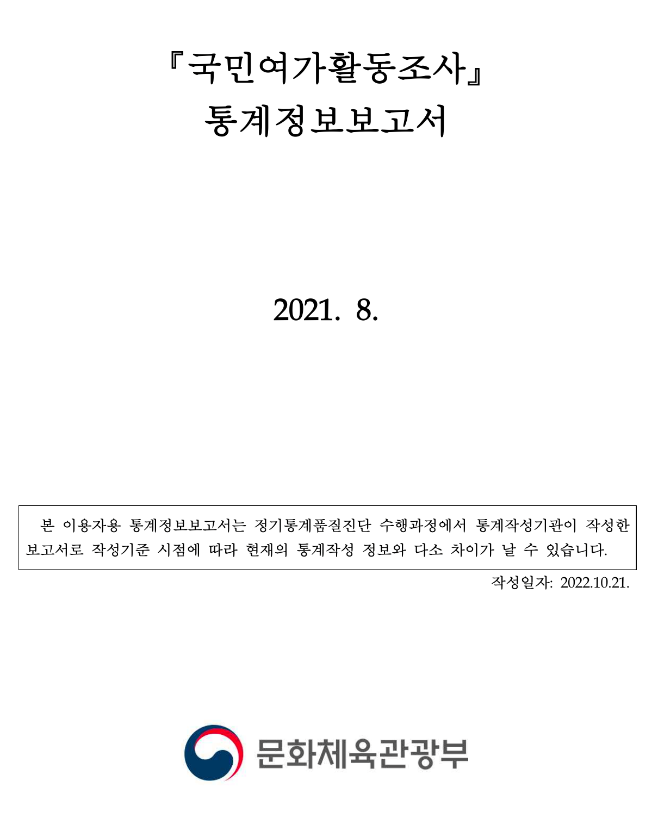 『국민여가활동조사』
통계정보보고서
2021. 8.
본 이용자용 통계정보보고서는 정기통계품질진단 수행과정에서 통계작성기관이 작성한
보고서로 작성기준 시점에 따라 현재의 통계작성 정보와 다소 차이가 날 수 있습니다.
작성일자: 2022.10.21.
문화체육관광부